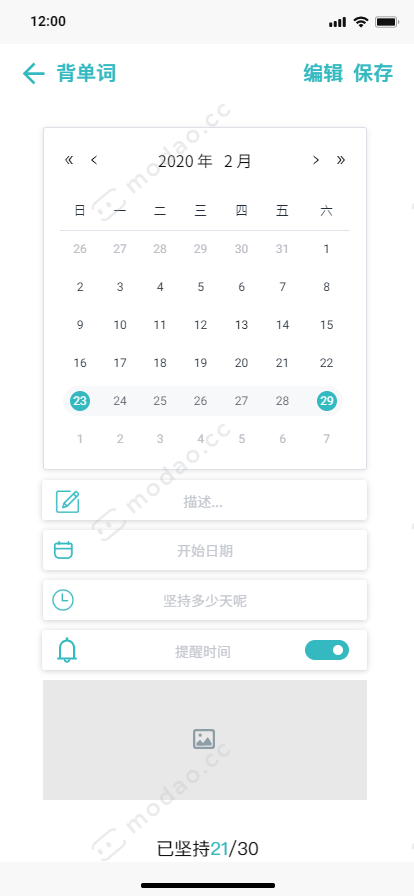 12:00
背单词 编辑 保存
« < 2020 年 2 月 > »
日 一 二 三 四 五 六
26 27 28 29 30 31 1
2 3 4 5 6 7 8
9 10 11 12 13 14 15
16 17 18 19 20 21 22
23 24 25 26 27 28 29
1 2 3 4 5 6 7
描述...
开始日期
坚持多少天呢
提醒时间
已坚持21/30
modao.cc
modao.cc
modao.cc